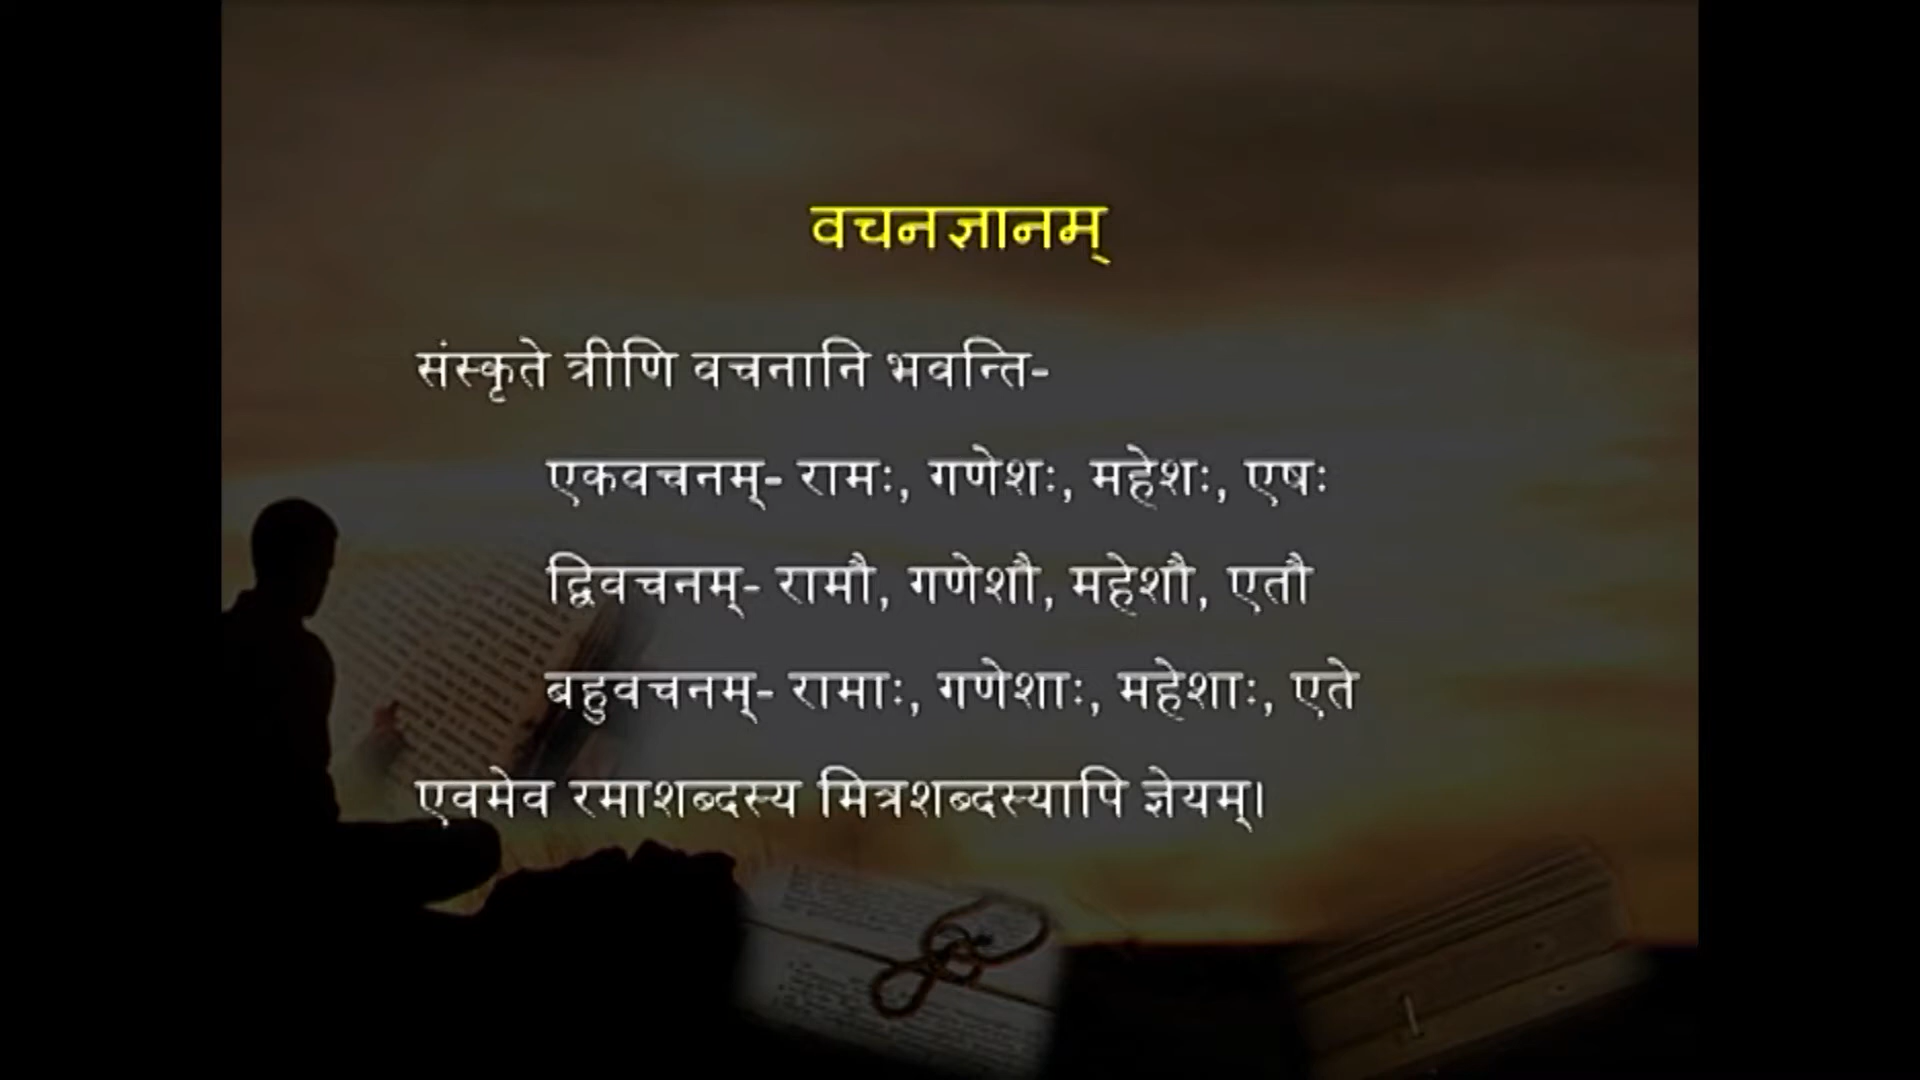 वचनज्ञानम्
संस्कृते त्रीणि वचनानि भवन्ति-
एकवचनम्- रामः, गणेशः, महेशः, एषः
द्विवचनम्- रामौ, गणेशौ, महेशौ, एतौ
बहुवचनम्- रामाः, गणेशाः, महेशाः, एते
एवमेव रमाशब्दस्य मित्रशब्दस्यापि ज्ञेयम्।